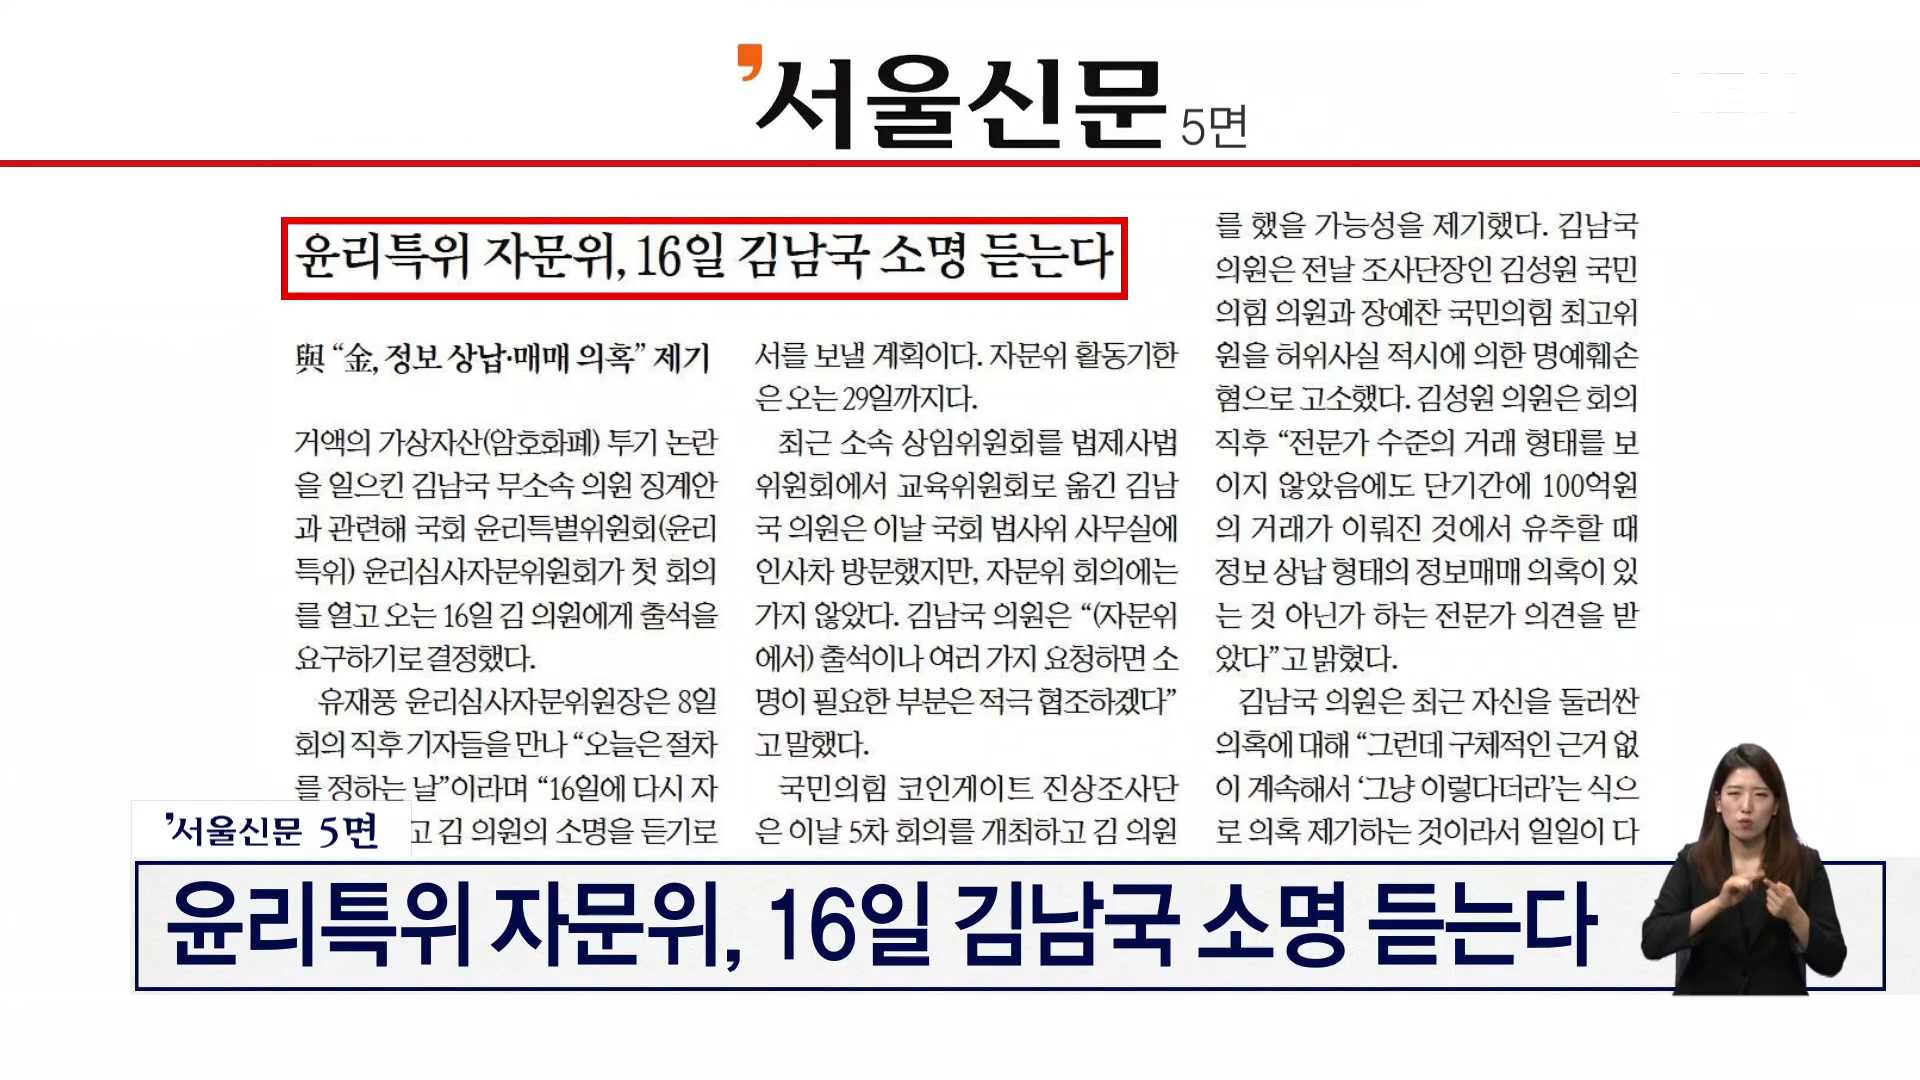 서울신문 5면
윤리특위 자문위, 16일 김남국 소명 듣는다
與 “金, 정보 상납·매매 의혹” 제기
거액의 가상자산(암호화폐) 투기 논란
을 일으킨 김남국 무소속 의원 징계안
과 관련해 국회 윤리특별위원회(윤리
특위) 윤리심사자문위원회가 첫 회의
를 열고 오는 16일 김 의원에게 출석을
요구하기로 결정했다.
유재풍 윤리심사자문위원장은 8일
회의 직후 기자들을 만나 “오늘은 절차
를 정하는 날”이라며 “16일에 다시 자
고 김 의원의 소명을 듣기로
서를 보낼 계획이다. 자문위 활동기한
은 오는 29일까지다.
최근 소속 상임위원회를 법제사법
위원회에서 교육위원회로 옮긴 김남
국 의원은 이날 국회 법사위 사무실에
인사차 방문했지만, 자문위 회의에는
가지 않았다. 김남국 의원은 “(자문위
에서) 출석이나 여러 가지 요청하면 소
명이 필요한 부분은 적극 협조하겠다”
고 말했다.
국민의힘 코인게이트 진상조사단
은 이날 5차 회의를 개최하고 김 의원
를 했을 가능성을 제기했다. 김남국
의원은 전날 조사단장인 김성원 국민
의힘 의원과 장예찬 국민의힘 최고위
원을 허위사실 적시에 의한 명예훼손
혐으로 고소했다. 김성원 의원은 회의
직후 “전문가 수준의 거래 형태를 보
이지 않았음에도 단기간에 100억원
의 거래가 이뤄진 것에서 유추할 때
정보 상납 형태의 정보매매 의혹이 있
는 것 아닌가 하는 전문가 의견을 받
았다”고 밝혔다.
김남국 의원은 최근 자신을 둘러싼
의혹에 대해 “그런데 구체적인 근거 없
이 계속해서 ‘그냥 이렇다더라’는 식으
로 의혹 제기하는 것이라서 일일이 다
서울신문 5면
윤리특위 자문위, 16일 김남국 소명 듣는다